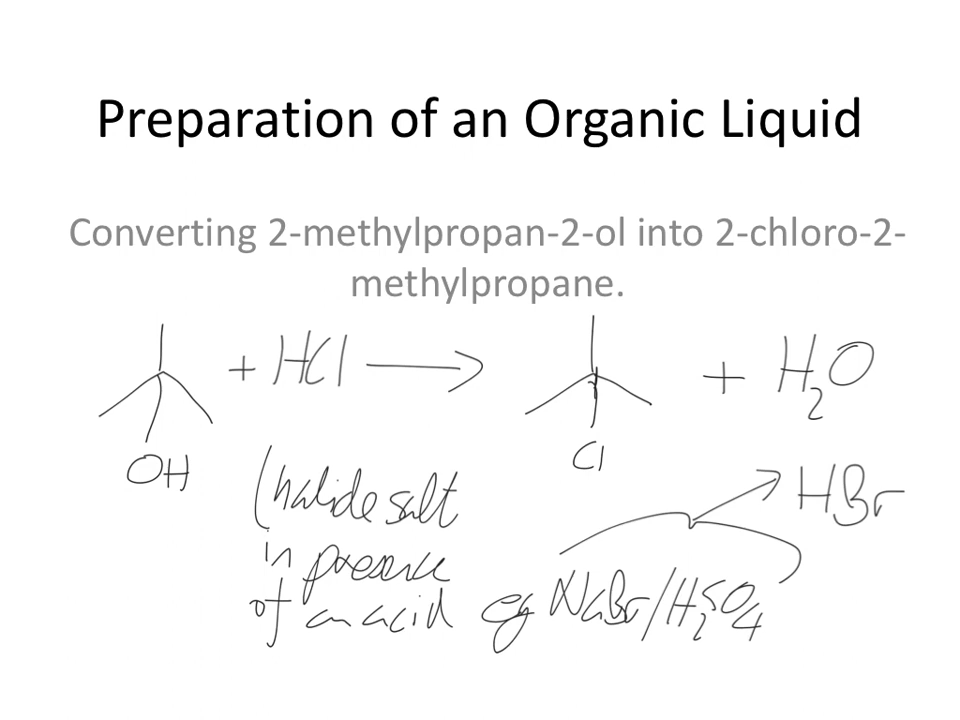 Preparation of an Organic Liquid
Converting 2-methylpropan-2-ol into 2-chloro-2-
methylpropane.
+ HCl → + H₂O
OH
Cl
HBr
(halide salt
in presence
of an acid eg NaBr/H₂SO₄